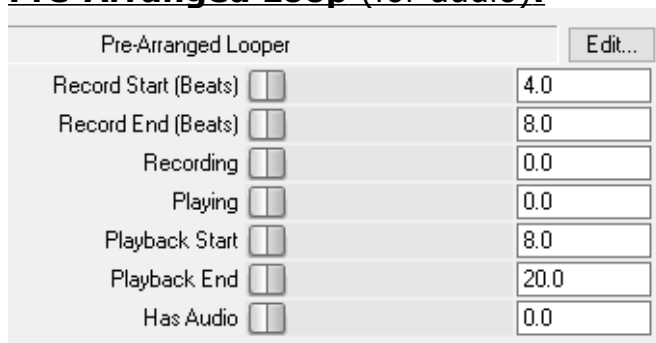 Pre-Arranged Loop (for audio):
Pre-Arranged Looper Edit...
Record Start (Beats) 4.0
Record End (Beats) 8.0
Recording 0.0
Playing 0.0
Playback Start 8.0
Playback End 20.0
Has Audio 0.0